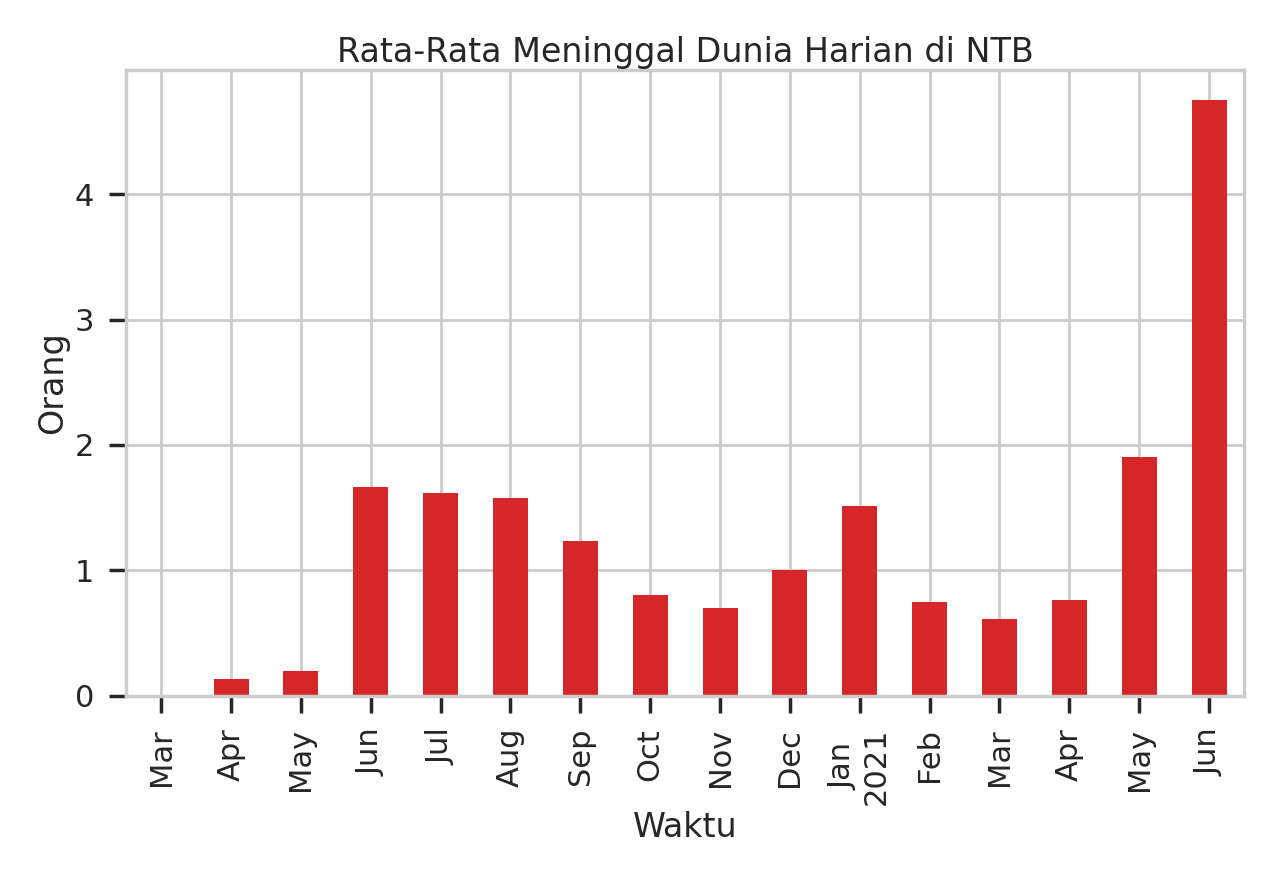 Rata-Rata Meninggal Dunia Harian di NTB
4
3
2
1
0
Orang
Mar
Apr
May
Jun
Jul
Aug
Sep
Oct
Nov
Dec
Jan
2021
Feb
Mar
Apr
May
Jun
Waktu